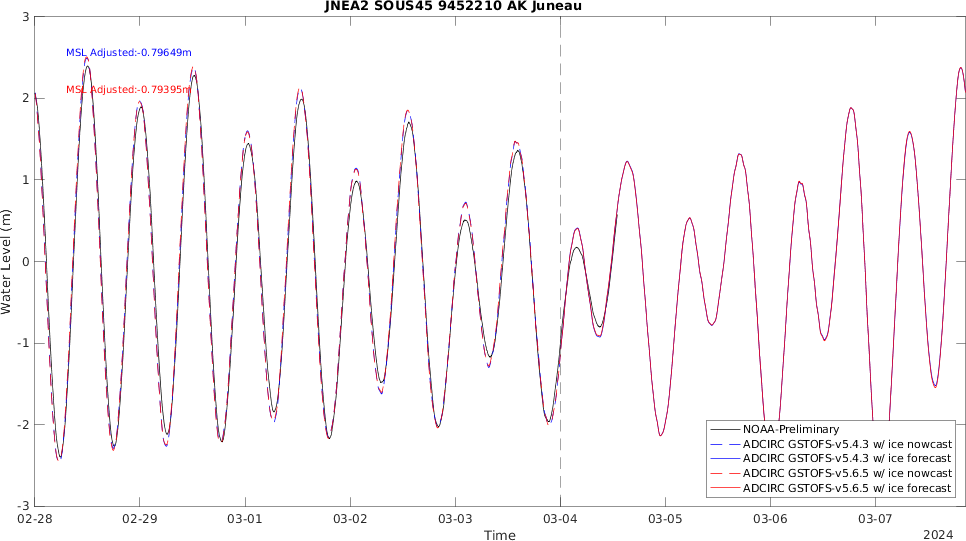 JNEA2 SOUS45 9452210 AK Juneau
MSL Adjusted:-0.79649m
MSL Adjusted:-0.79395m
Water Level (m)
3
2
1
0
-1
-2
-3
NOAA-Preliminary
ADCIRC GSTOFS-v5.4.3 w/ ice nowcast
ADCIRC GSTOFS-v5.4.3 w/ ice forecast
ADCIRC GSTOFS-v5.6.5 w/ ice nowcast
ADCIRC GSTOFS-v5.6.5 w/ ice forecast
02-28 02-29 03-01 03-02 03-03 03-04 03-05 03-06 03-07
Time
2024